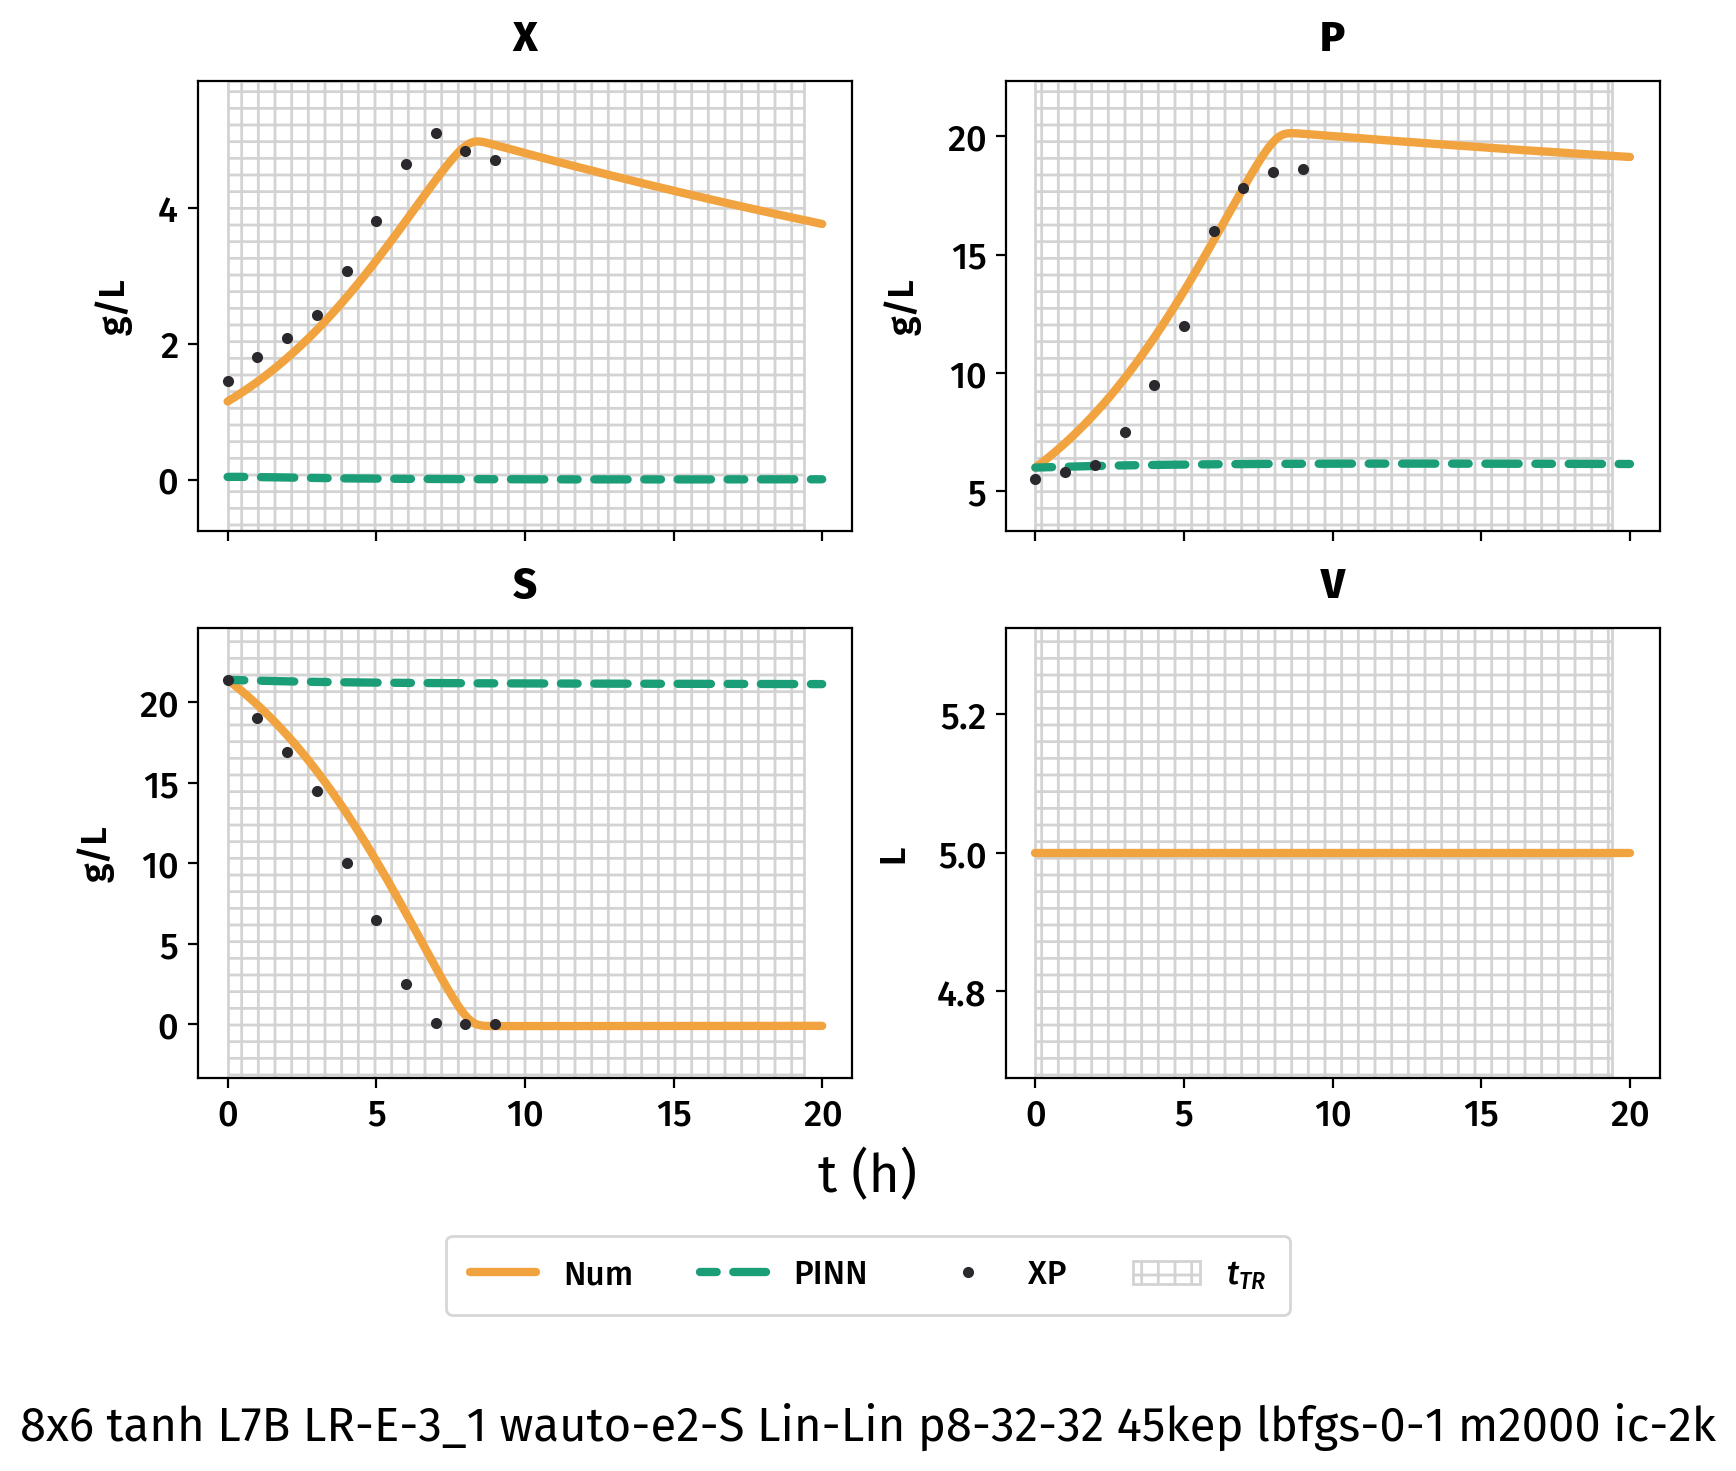 X
P
4
2
0
g/L
20
15
10
5
g/L
S
V
20
15
10
5
0
g/L
5.2
5.0
4.8
L
0 5 10 15 20
0 5 10 15 20
t (h)
Num PINN XP t_TR
8x6 tanh L7B LR-E-3_1 wauto-e2-S Lin-Lin p8-32-32 45kep lbfgs-0-1 m2000 ic-2k